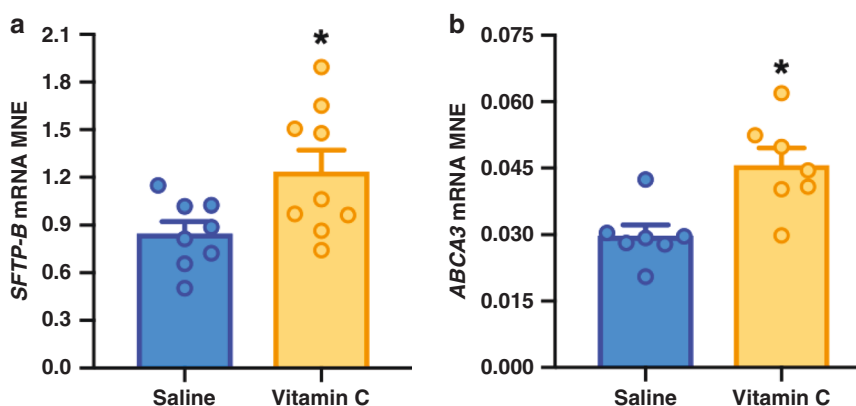 a
SFTP-B mRNA MNE
2.1
1.8
1.5
1.2
0.9
0.6
0.3
0.0
*
Saline
Vitamin C
b
ABCA3 mRNA MNE
0.075
0.060
0.045
0.030
0.015
0.000
*
Saline
Vitamin C